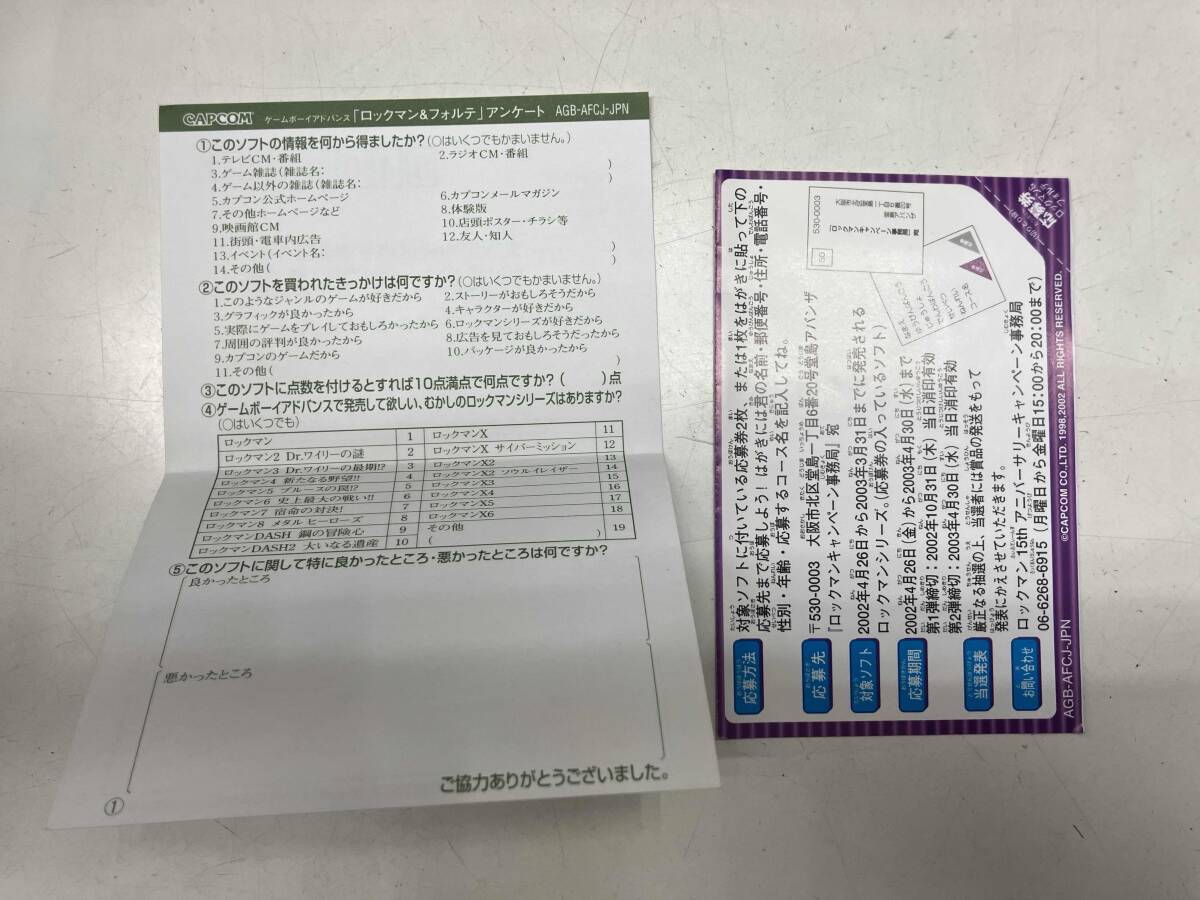 CAPCOM ゲームボーイアドバンス「ロックマン&フォルテ」アンケート AGB-AFCJ-JPN
①このソフトの情報を何から得ましたか?(○はいくつでもかまいません。)
1.テレビCM・番組 2.ラジオCM・番組
3.ゲーム雑誌(雑誌名: )
4.ゲーム以外の雑誌(雑誌名: )
5.カプコン公式ホームページ 6.カプコンメールマガジン
7.その他ホームページなど 8.体験版
9.映画館CM 10.店頭ポスター・チラシ等
11.街頭・電車内広告 12.友人・知人
13.イベント(イベント名: )
14.その他( )
②このソフトを買われたきっかけは何ですか?(○はいくつでもかまいません。)
1.このようなジャンルのゲームが好きだから 2.ストーリーがおもしろそうだから
3.グラフィックが良かったから 4.キャラクターが好きだから
5.実際にゲームをプレイしておもしろかったから 6.ロックマンシリーズが好きだから
7.周囲の評判が良かったから 8.広告を見ておもしろそうだったから
9.カプコンのゲームだから 10.パッケージが良かったから
11.その他( )
③このソフトに点数を付けるとすれば10点満点で何点ですか?( )点
④ゲームボーイアドバンスで発売して欲しい、むかしのロックマンシリーズはありますか?
(○はいくつでも)
ロックマン 1 ロックマンX 11
ロックマン2 Dr.ワイリーの謎 2 ロックマンX サイバーミッション 12
ロックマン3 Dr.ワイリーの最期!? 3 ロックマンX2 13
ロックマン4 新たなる野望!! 4 ロックマンX2 ソウルイレイザー 14
ロックマン5 ブルースの罠!? 5 ロックマンX3 15
ロックマン6 史上最大の戦い!! 6 ロックマンX4 16
ロックマン7 宿命の対決! 7 ロックマンX5 17
ロックマン8 メタルヒーローズ 8 ロックマンX6 18
ロックマンDASH 鋼の冒険心 9 その他 19
ロックマンDASH2 大いなる遺産 10 ( )
⑤このソフトに関して特に良かったところ・悪かったところは何ですか?
良かったところ
悪かったところ
ご協力ありがとうございました。
①
応募方法 対象ソフトに付いている応募券2枚、または1枚をはがきに貼って下の
応募先まで応募しよう!はがきには君の名前・郵便番号・住所・電話番号・
性別・年齢・応募するコース名を記入してね。
応募先 〒530-0003 大阪市北区堂島一丁目6番20号堂島アバンザ
『ロックマンキャンペーン事務局』宛
対象ソフト 2002年4月26日から2003年3月31日までに発売される
ロックマンシリーズ。(応募券の入っているソフト)
応募期間 2002年4月26日(金)から2003年4月30日(水)まで
第1弾締切:2002年10月31日(木)当日消印有効
第2弾締切:2003年4月30日(水)当日消印有効
当選発表 厳正なる抽選の上、当選者には賞品の発送をもって
発表にかえさせていただきます。
お問い合わせ ロックマン15thアニバーサリーキャンペーン事務局
06-6268-6915(月曜日から金曜日15:00から20:00まで)
AGB-AFCJ-JPN ©CAPCOM CO., LTD. 1998,2002 ALL RIGHTS RESERVED.
530-0003
50
ロックマンキャンペーン事務局 宛
応募券